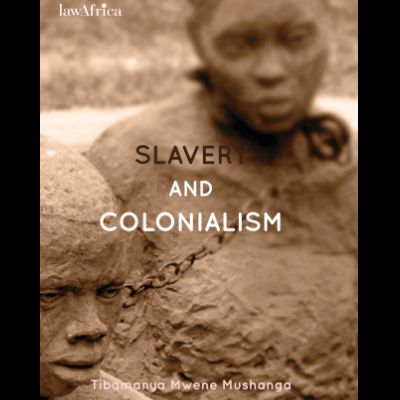 lawAfrica
SLAVERY
AND
COLONIALISM
Tibamanya Mwene Mushanga